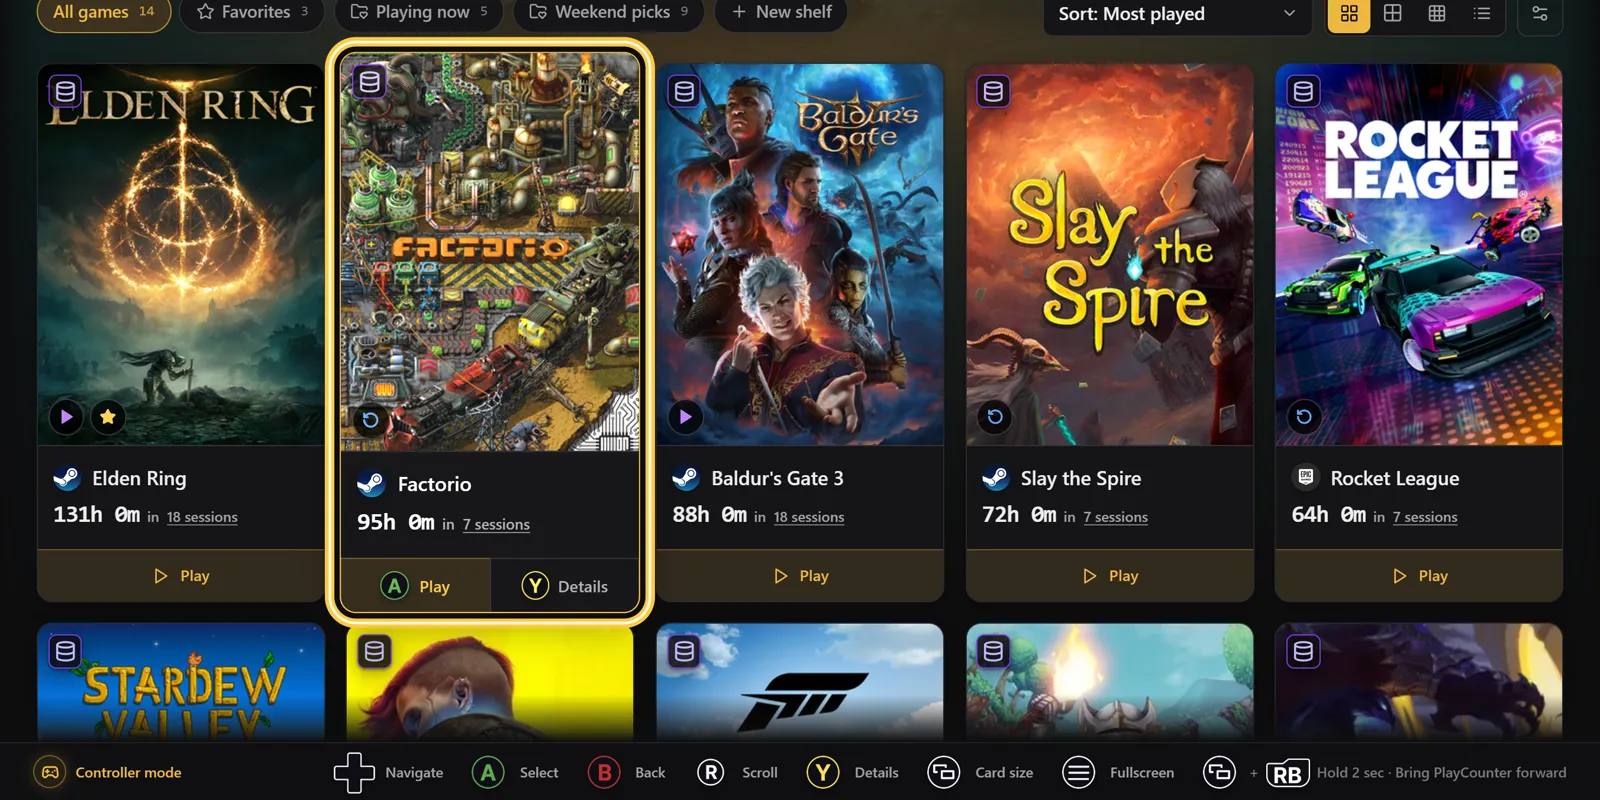 All games 14
Favorites 3
Playing now 5
Weekend picks 9
+ New shelf
Sort: Most played
ELDEN RING
FACTORIO
Baldur's Gate III
Slay the Spire
ROCKET LEAGUE
Elden Ring
131h 0m in 18 sessions
Play
Factorio
95h 0m in 7 sessions
A Play
Y Details
Baldur's Gate 3
88h 0m in 18 sessions
Play
Slay the Spire
72h 0m in 7 sessions
Play
EPIC Rocket League
64h 0m in 7 sessions
Play
STARDEW
VALLEY
Controller mode
Navigate
A Select
B Back
R Scroll
Y Details
Card size
Fullscreen
+ RB Hold 2 sec · Bring PlayCounter forward